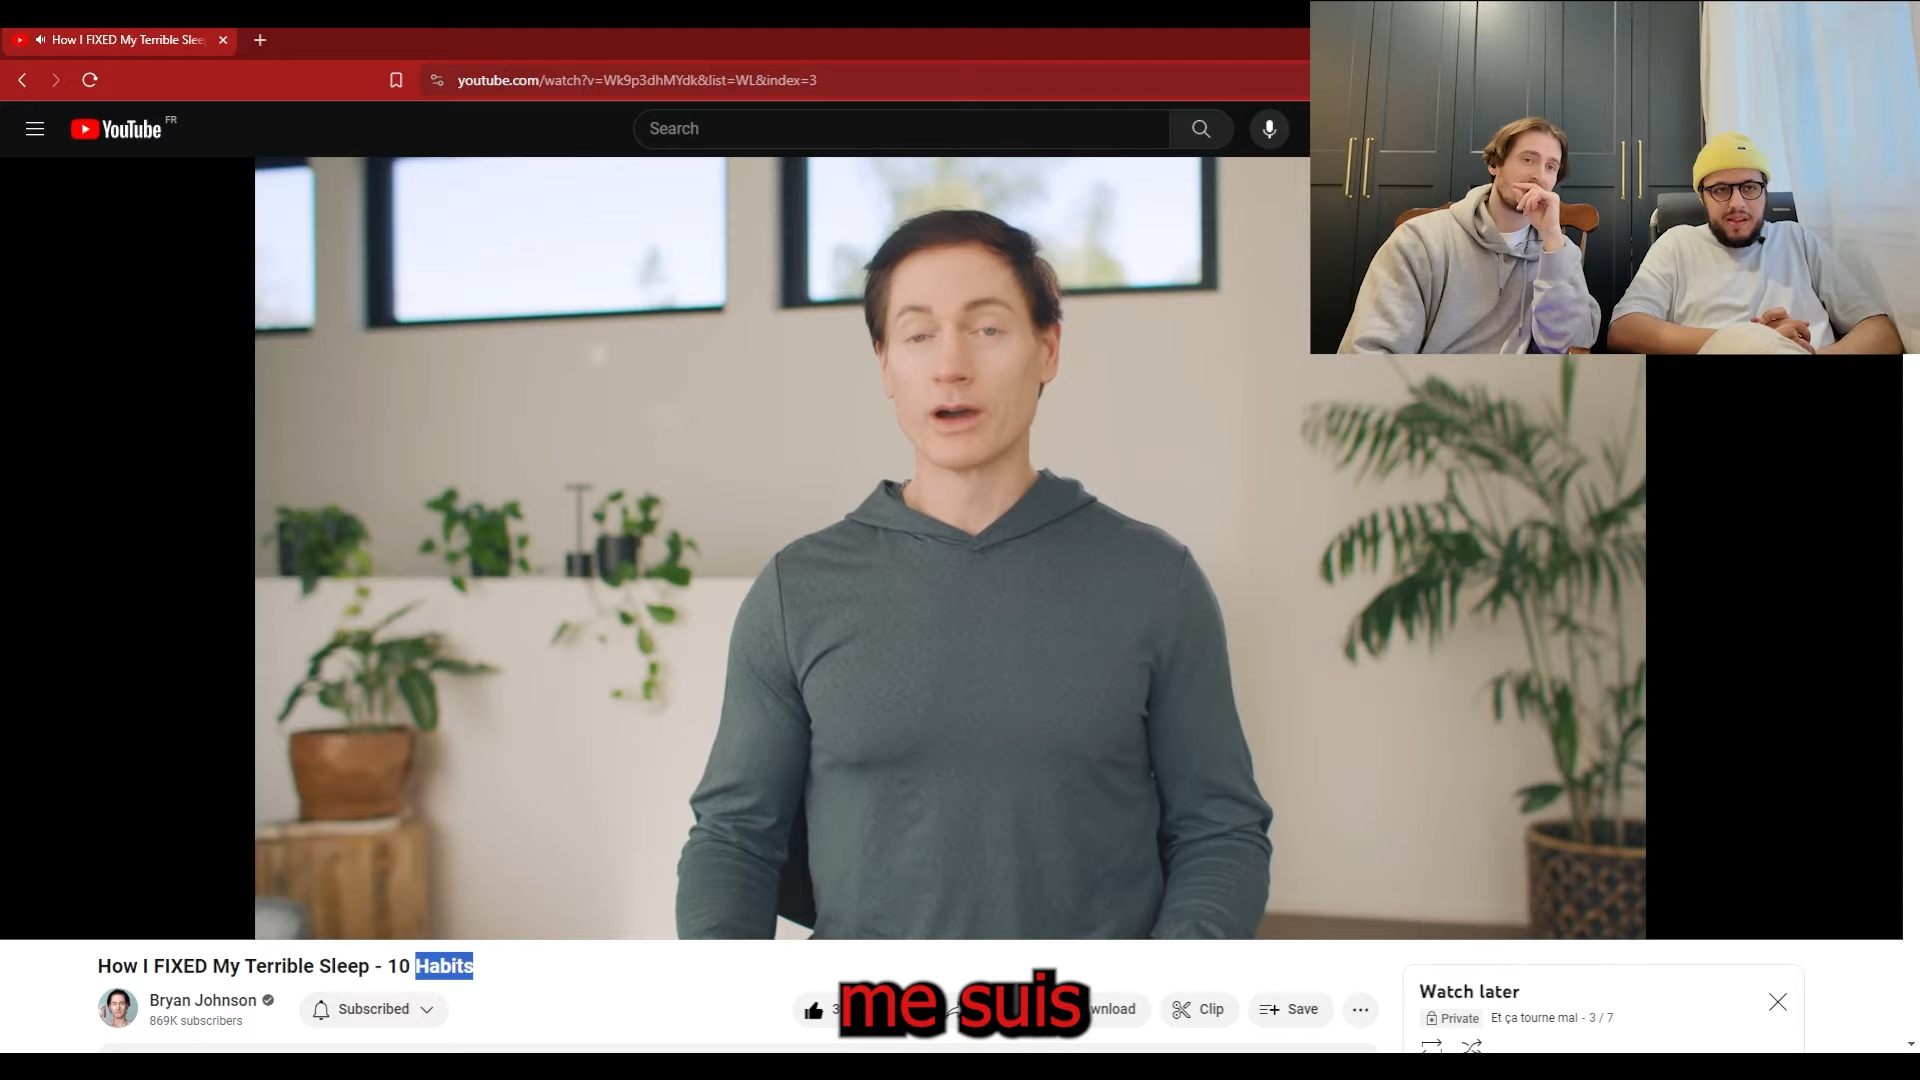 How I FIXED My Terrible Slee
youtube.com/watch?v=Wk9p3dhMYdk&list=WL&index=3
YouTube FR
Search
How I FIXED My Terrible Sleep - 10 Habits
Bryan Johnson
869K subscribers
Subscribed
me suis
wnload
Clip
Save
Watch later
Private
Et ça tourne mal - 3 / 7